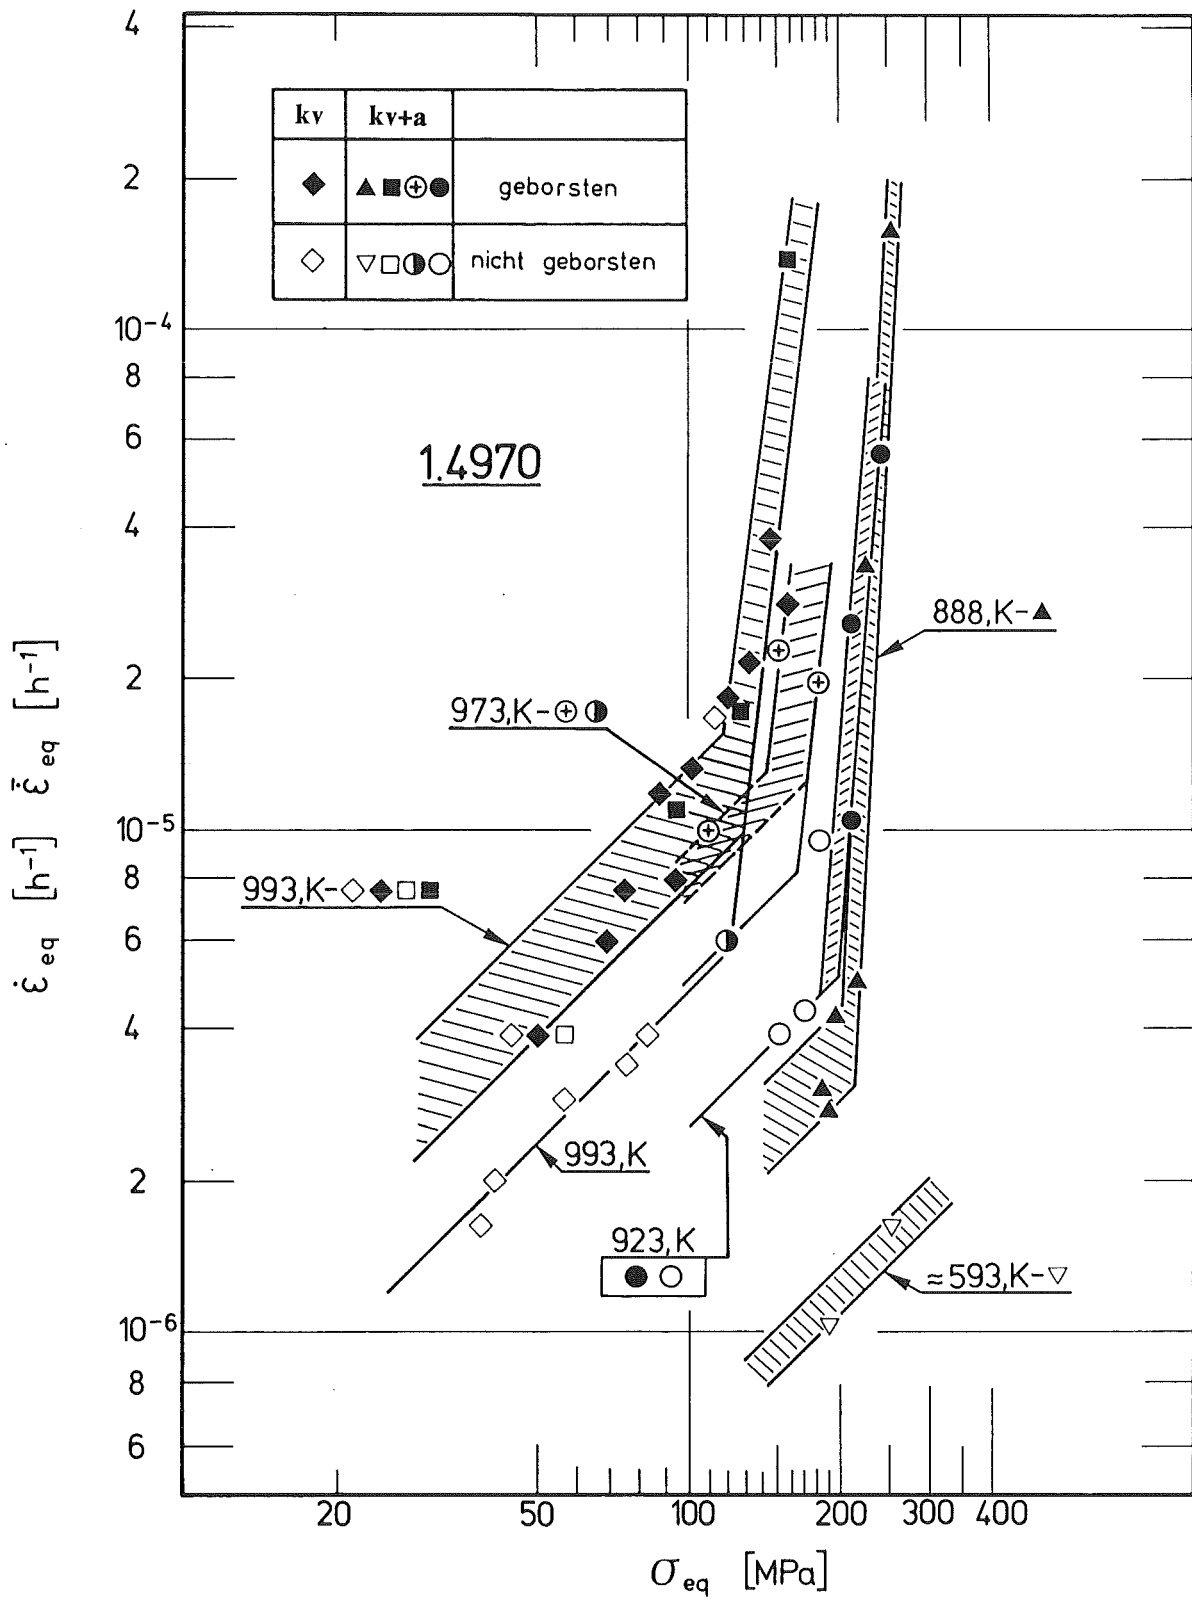 4
kv kv+a
2
geborsten
nicht geborsten
10⁻⁴
8
6
1.4970
4
888,K-▲
2
973,K-⊕◑
10⁻⁵
8
993,K-◇◆□■
6
4
993,K
2
923,K
●○
≈593,K-▽
10⁻⁶
8
6
20 50 100 200 300 400
σ̇eq [MPa]
ε̇eq [h⁻¹] ε̄̇eq [h⁻¹]